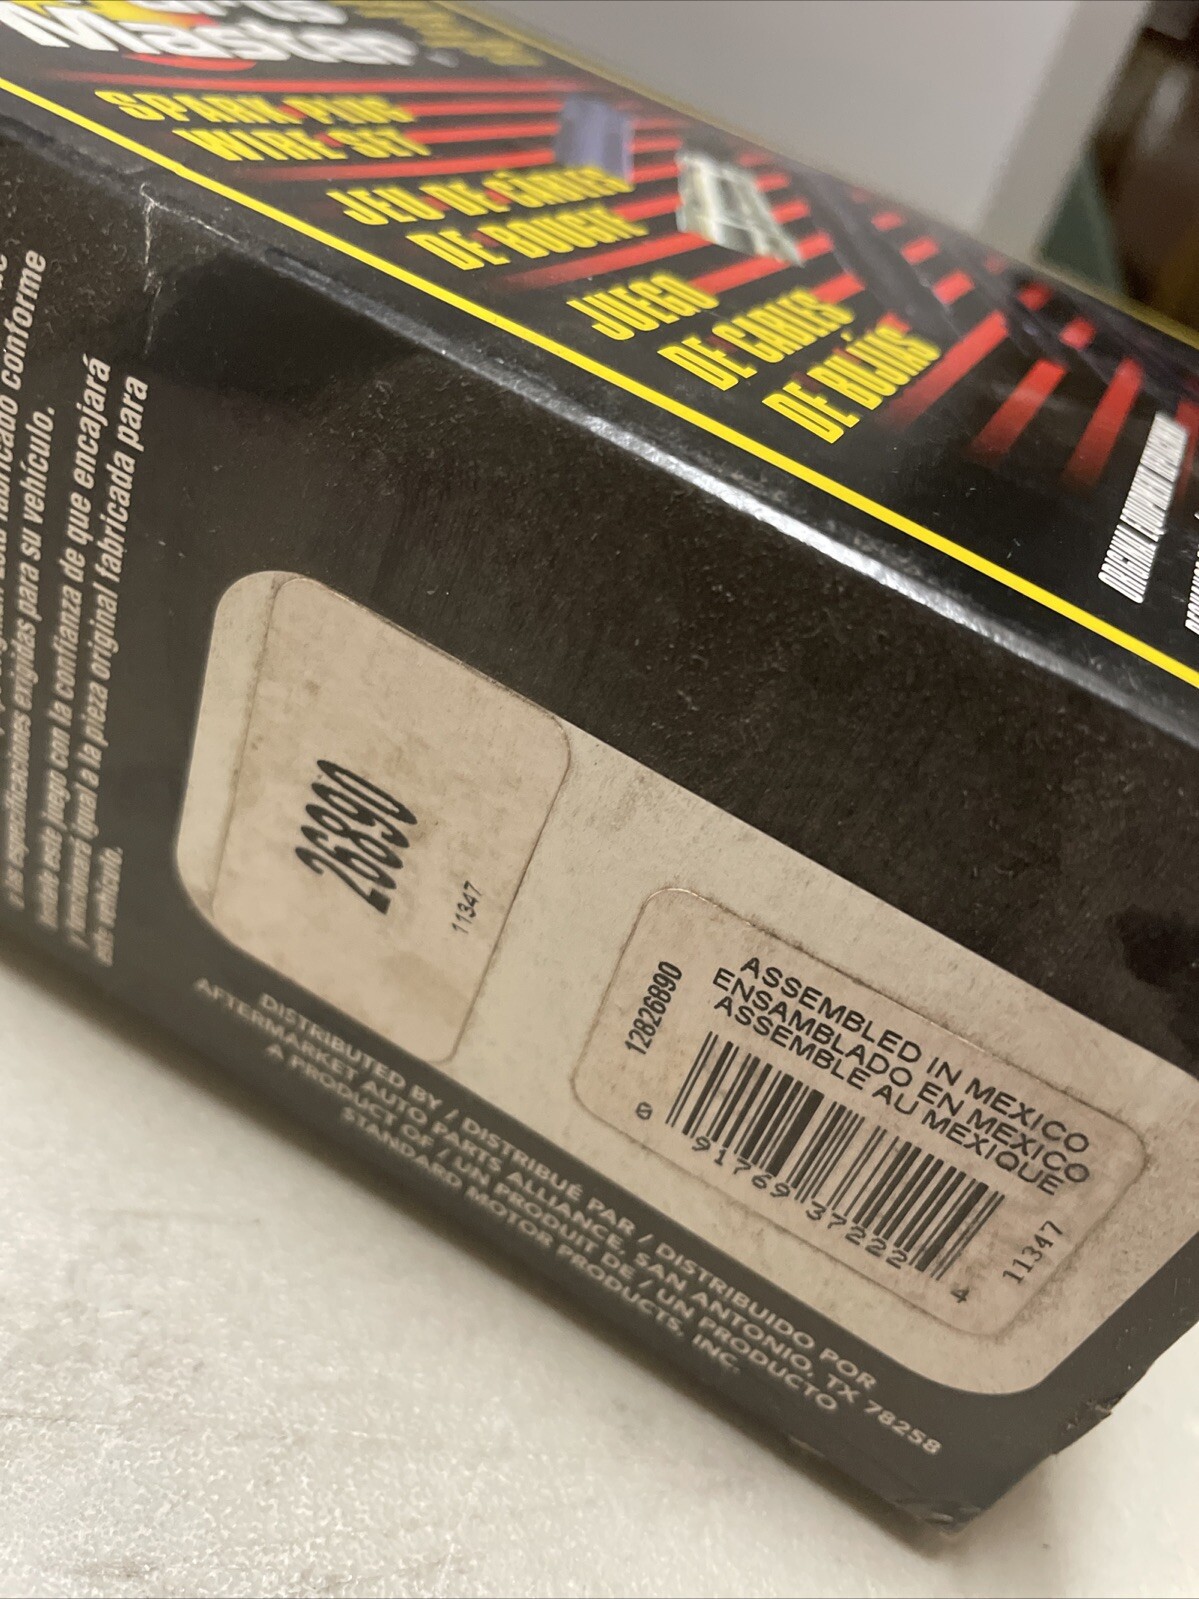 Master
SPARK PLUG
WIRE SET
JEU DE CÂBLES
DE BOUGIE
JUEGO
DE CABLES
DE BUJÍAS
ORIGINAL EQUIPMENT
fabricado conforme
especificaciones exigidas para su vehículo.
este juego con la confianza de que encajará
y funcionará igual a la pieza original fabricada para
este vehículo.
26890
11347
12826890
ASSEMBLED IN MEXICO
ENSAMBLADO EN MEXICO
ASSEMBLE AU MEXIQUE
0 91769 37222 4
11347
DISTRIBUTED BY / DISTRIBUÉ PAR / DISTRIBUIDO POR
AFTERMARKET AUTO PARTS ALLIANCE, SAN ANTONIO, TX 78258
A PRODUCT OF / UN PRODUIT DE / UN PRODUCTO
STANDARD MOTOR PRODUCTS, INC.